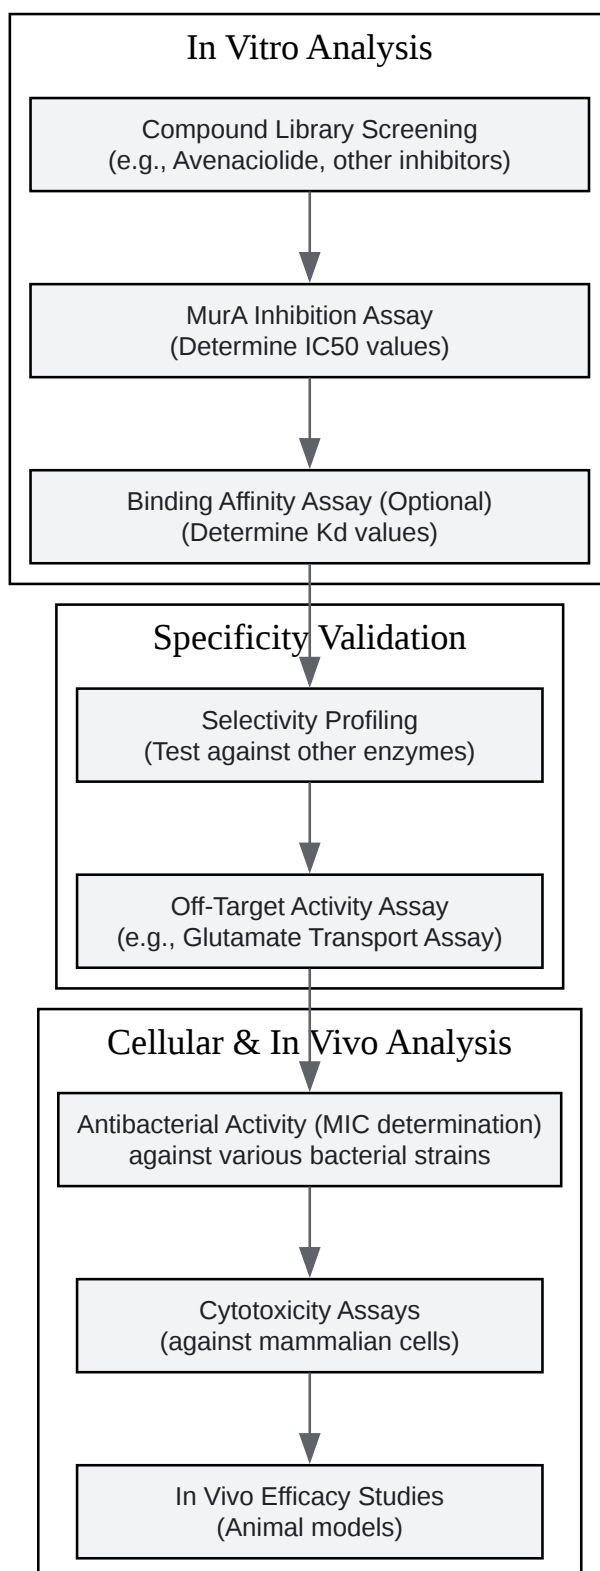 In Vitro Analysis
Compound Library Screening
(e.g., Avenaciolide, other inhibitors)
MurA Inhibition Assay
(Determine IC50 values)
Binding Affinity Assay (Optional)
(Determine Kd values)
Specificity Validation
Selectivity Profiling
(Test against other enzymes)
Off-Target Activity Assay
(e.g., Glutamate Transport Assay)
Cellular & In Vivo Analysis
Antibacterial Activity (MIC determination)
against various bacterial strains
Cytotoxicity Assays
(against mammalian cells)
In Vivo Efficacy Studies
(Animal models)